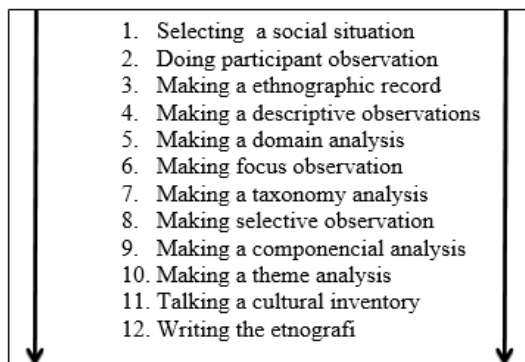 1. Selecting a social situation
2. Doing participant observation
3. Making a ethnographic record
4. Making a descriptive observations
5. Making a domain analysis
6. Making focus observation
7. Making a taxonomy analysis
8. Making selective observation
9. Making a componencial analysis
10. Making a theme analysis
11. Talking a cultural inventory
12. Writing the etnografi